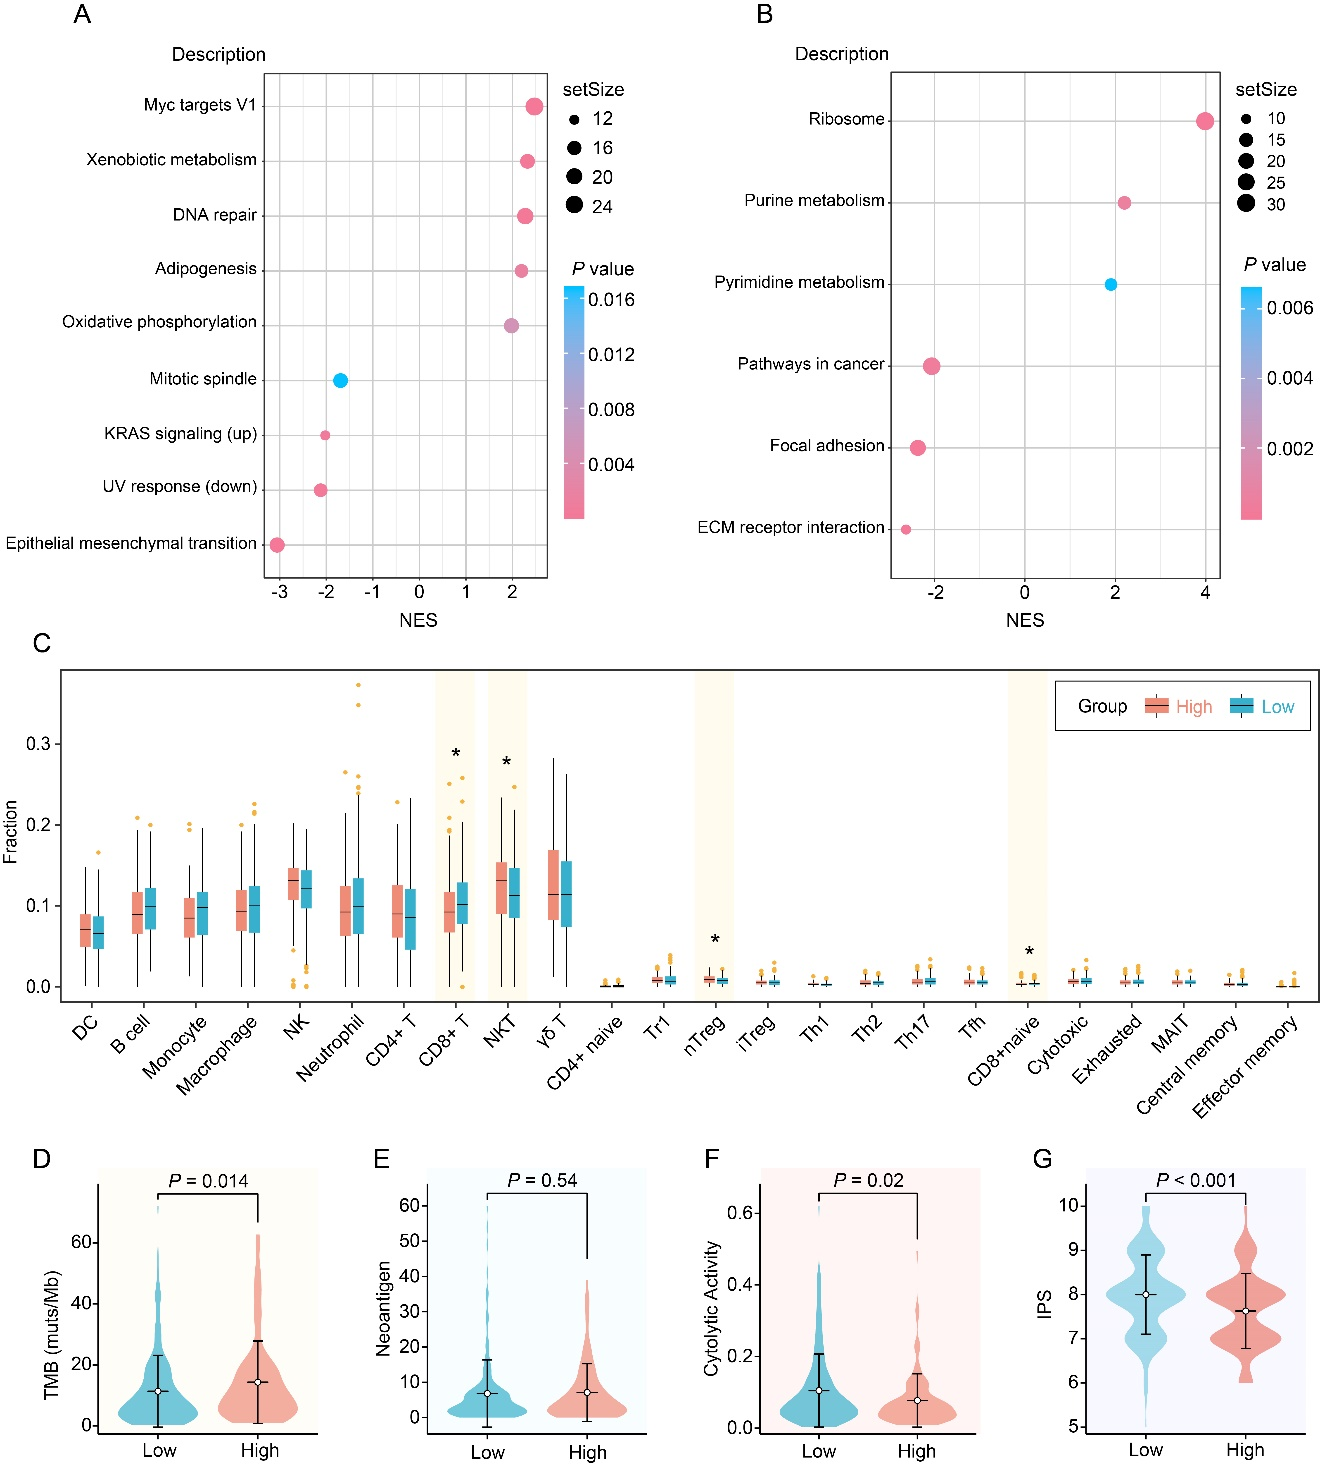 A
Description
Myc targets V1
Xenobiotic metabolism
DNA repair
Adipogenesis
Oxidative phosphorylation
Mitotic spindle
KRAS signaling (up)
UV response (down)
Epithelial mesenchymal transition
-3 -2 -1 0 1 2
NES
setSize
12
16
20
24
P value
0.016
0.012
0.008
0.004
B
Description
Ribosome
Purine metabolism
Pyrimidine metabolism
Pathways in cancer
Focal adhesion
ECM receptor interaction
-2 0 2 4
NES
setSize
10
15
20
25
30
P value
0.006
0.004
0.002
C
Fraction
0.3
0.2
0.1
0.0
Group High Low
* * * *
DC
B cell
Monocyte
Macrophage
NK
Neutrophil
CD4+ T
CD8+ T
NKT
γδ T
CD4+ naive
Tr1
nTreg
iTreg
Th1
Th2
Th17
Tfh
CD8+naive
Cytotoxic
Exhausted
MAIT
Central memory
Effector memory
D
P = 0.014
TMB (muts/Mb)
60
40
20
0
Low High
E
P = 0.54
Neoantigen
60
50
40
30
20
10
0
Low High
F
P = 0.02
Cytolytic Activity
0.6
0.4
0.2
0.0
Low High
G
P < 0.001
IPS
10
9
8
7
6
5
Low High